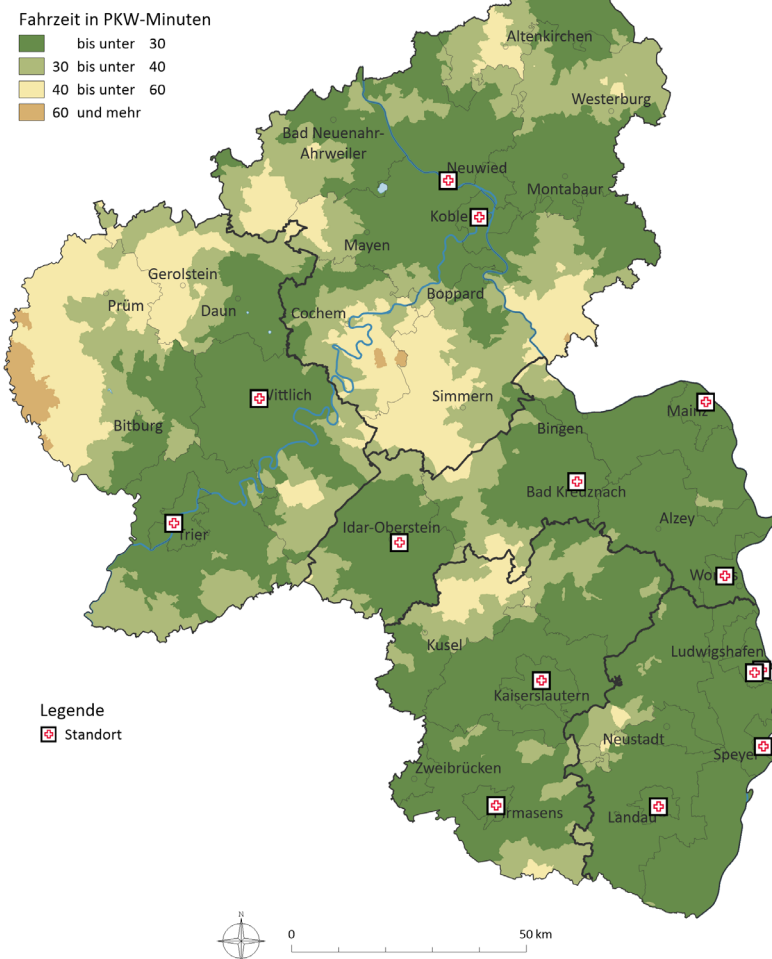 Fahrzeit in PKW-Minuten
bis unter 30
30 bis unter 40
40 bis unter 60
60 und mehr
Altenkirchen
Westerburg
Bad Neuenahr-
Ahrweiler
Neuwied
Montabaur
Koble
Mayen
Gerolstein
Boppard
Prüm
Daun
Cochem
Wittlich
Simmern
Mainz
Bitburg
Bingen
Bad Kreuznach
Alzey
Idar-Oberstein
Trier
Worms
Kusel
Ludwigshafen
Kaiserslautern
Legende
Standort
Neustadt
Speyer
Zweibrücken
Pirmasens
Landau
N
0
50 km